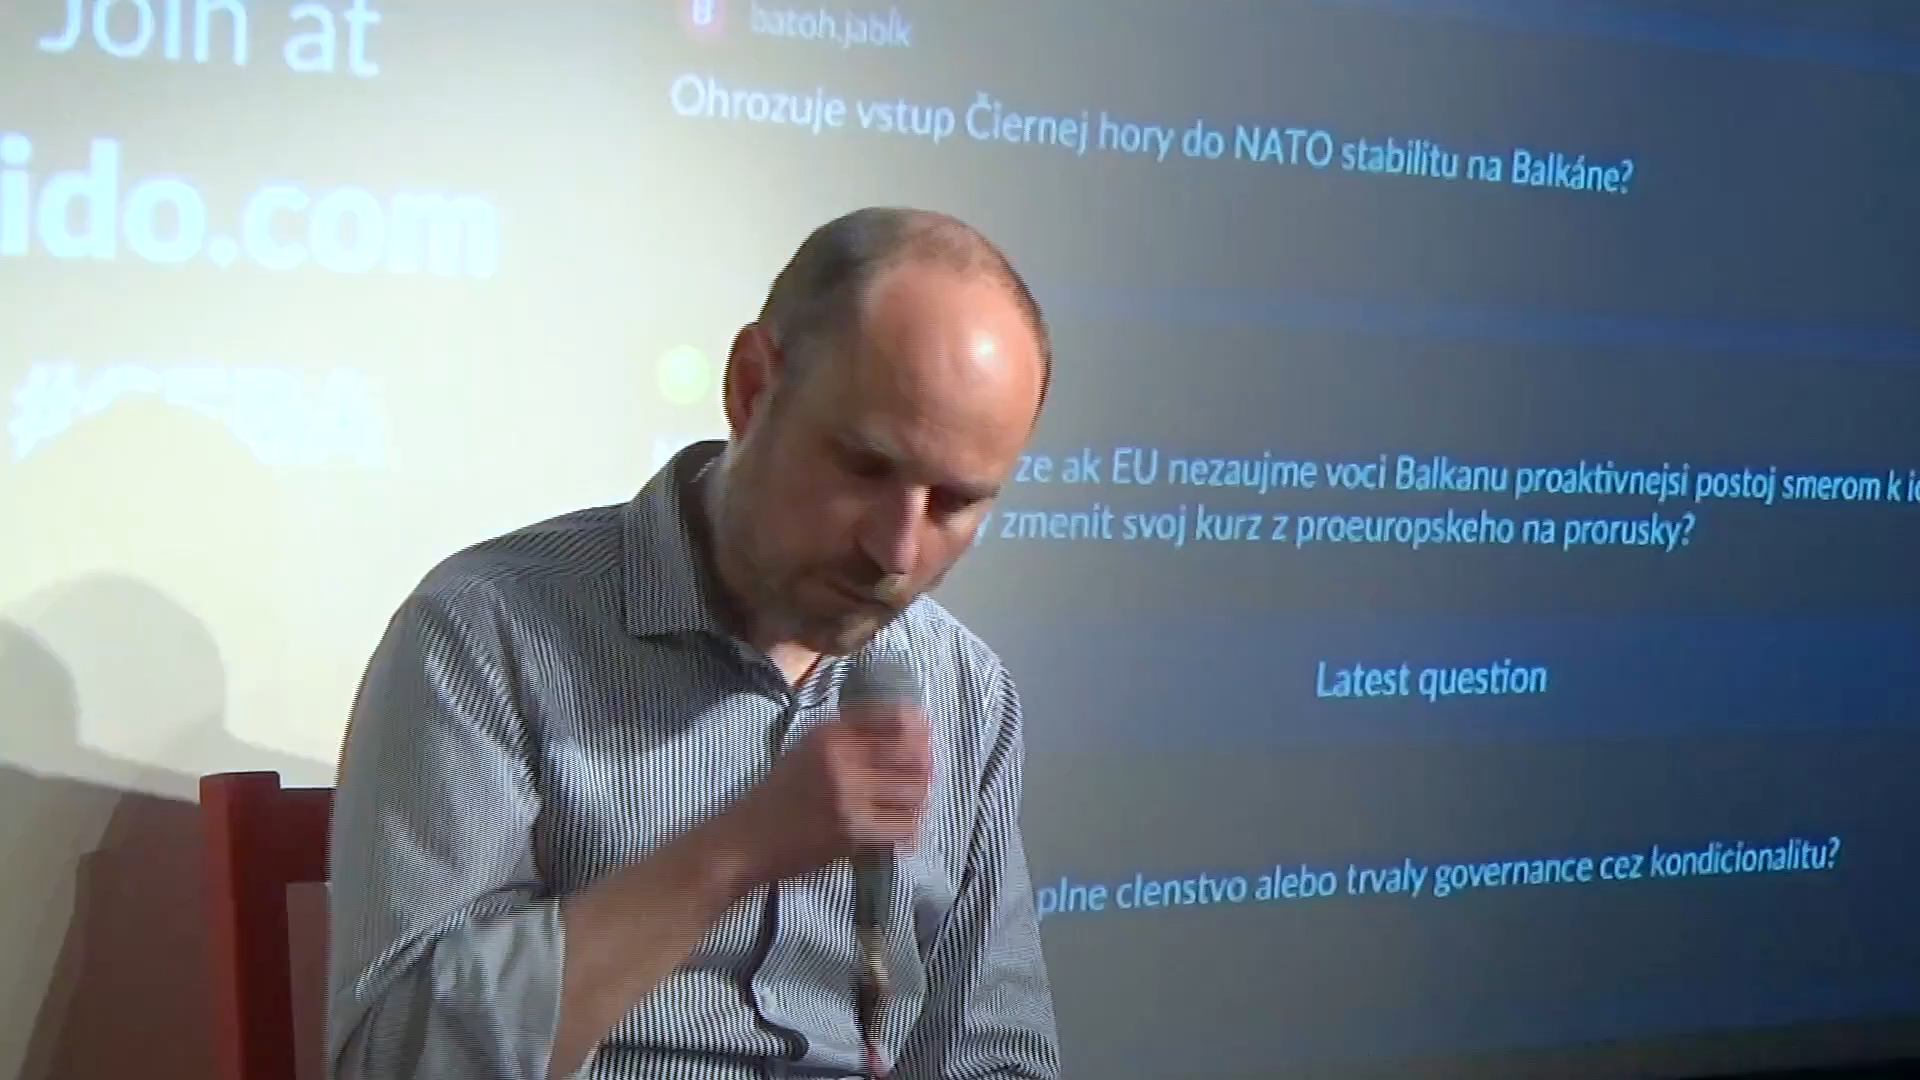 Join at
ido.com
batoh.jablk
Ohrozuje vstup Čiernej hory do NATO stabilitu na Balkáne?
ze ak EU nezaujme voci Balkanu proaktivnejsi postoj smerom k
zmenit svoj kurz z proeuropskeho na prorusky?
Latest question
plne clenstvo alebo trvaly governance cez kondicionalitu?